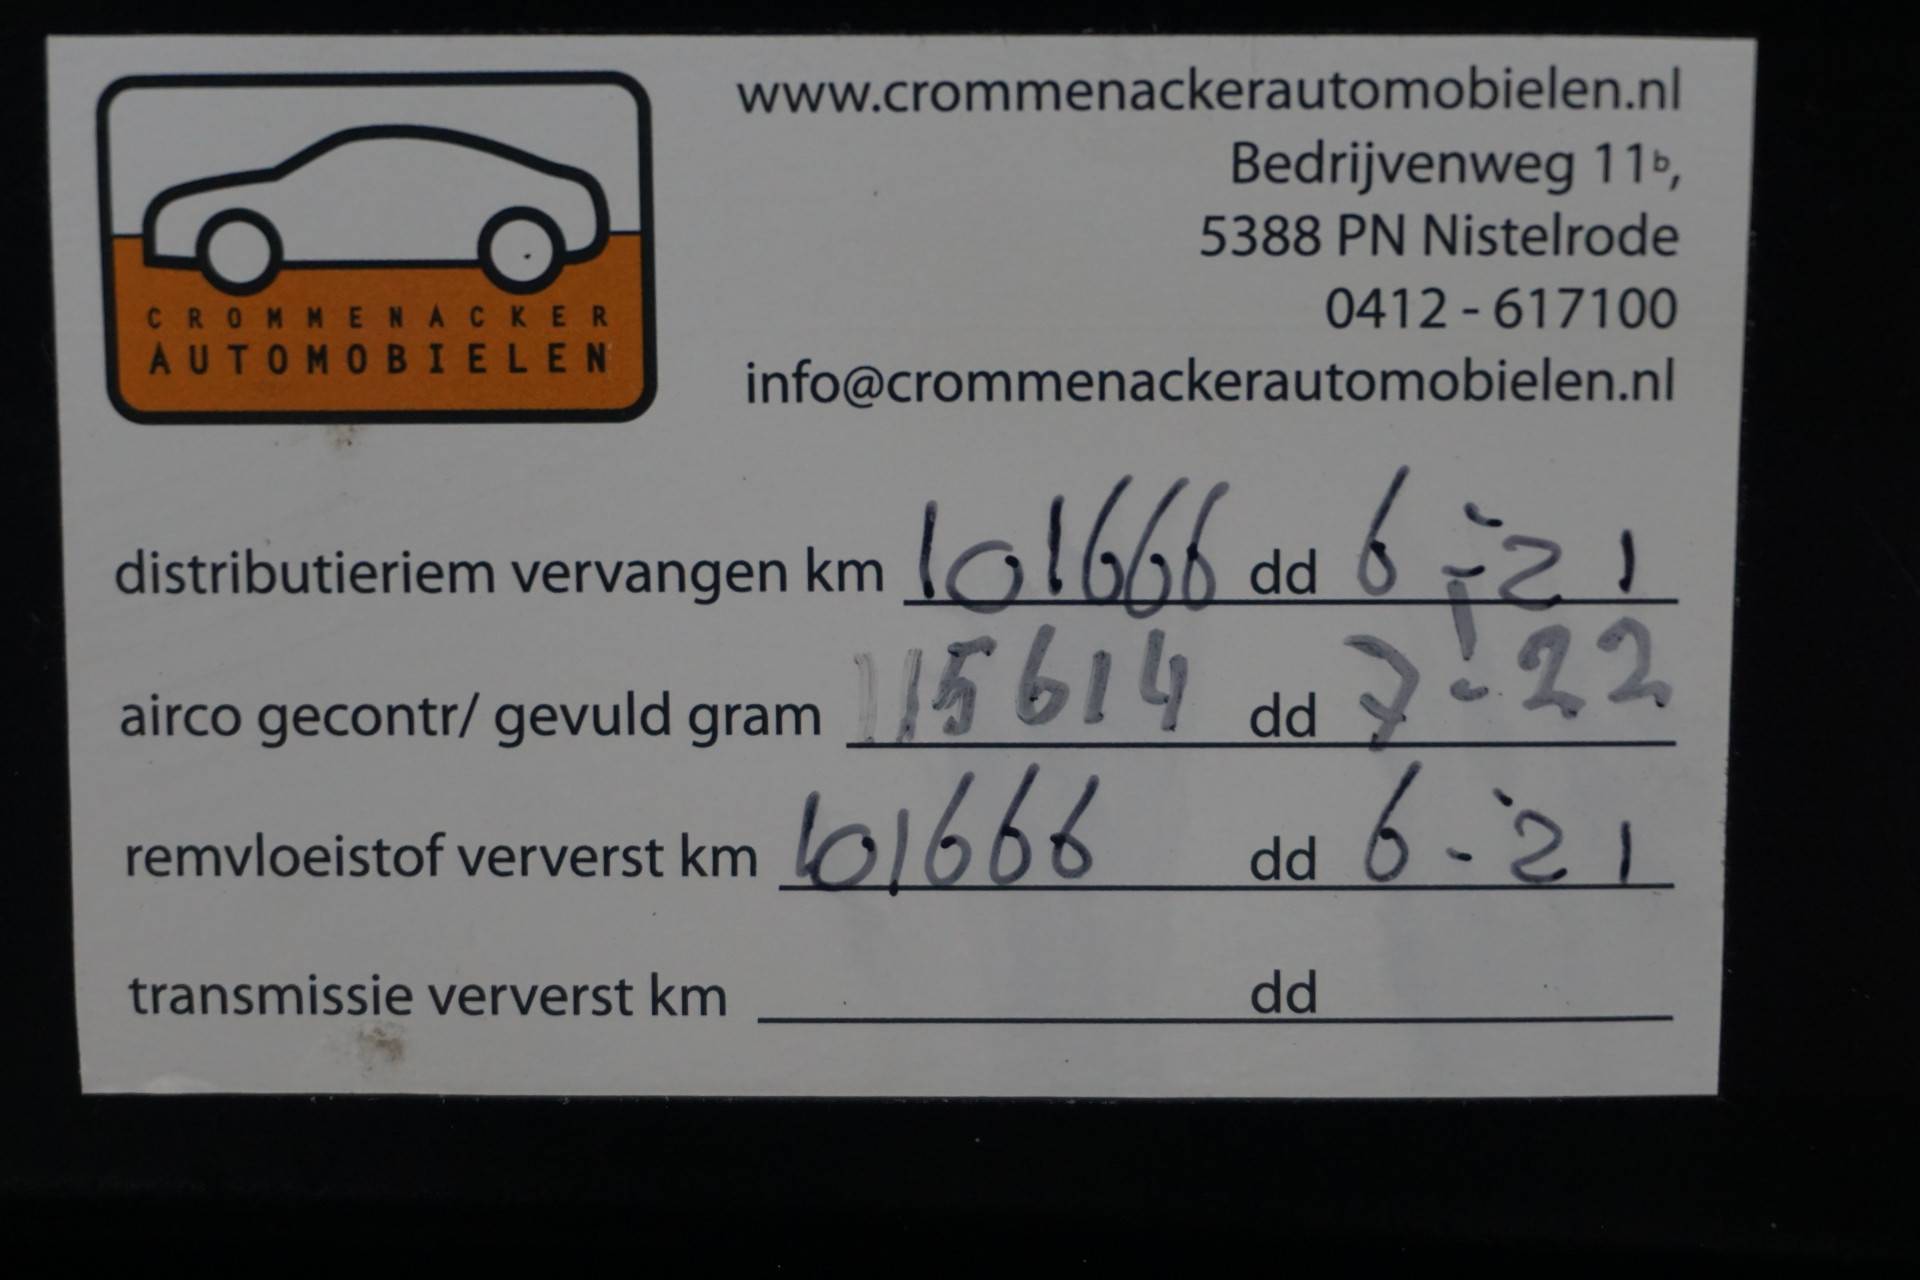 CROMMENACKER
AUTOMOBIELEN
www.crommenackerautomobielen.nl
Bedrijvenweg 11b,
5388 PN Nistelrode
0412 - 617100
info@crommenackerautomobielen.nl
distributieriem vervangen km 101666 dd 6-21
airco gecontr/ gevuld gram 115614 dd 7-22
remvloeistof ververst km 101666 dd 6-21
transmissie ververst km dd